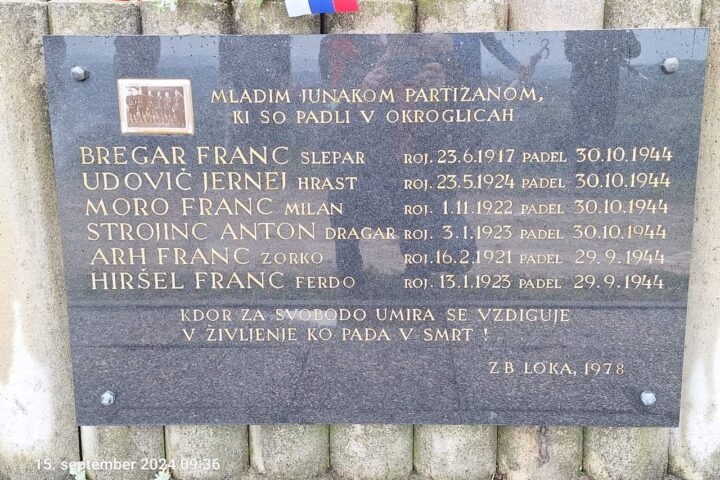 MLADIM JUNAKOM PARTIZANOM,
KI SO PADLI V OKROGLICAH
BREGAR FRANC SLEPAR ROJ. 23.6.1917 PADEL 30.10.1944
UDOVIČ JERNEJ HRAST ROJ. 23.5.1924 PADEL 30.10.1944
MORO FRANC MILAN ROJ. 1.11.1922 PADEL 30.10.1944
STROJINC ANTON DRAGAR ROJ. 3.1.1923 PADEL 30.10.1944
ARH FRANC ZORKO ROJ. 16.2.1921 PADEL 29.9.1944
HIRŠEL FRANC FERDO ROJ. 13.1.1923 PADEL 29.9.1944
KDOR ZA SVOBODO UMIRA SE VZDIGUJE
V ŽIVLJENJE KO PADA V SMRT !
ZB LOKA, 1978
15. september 2024 09:36